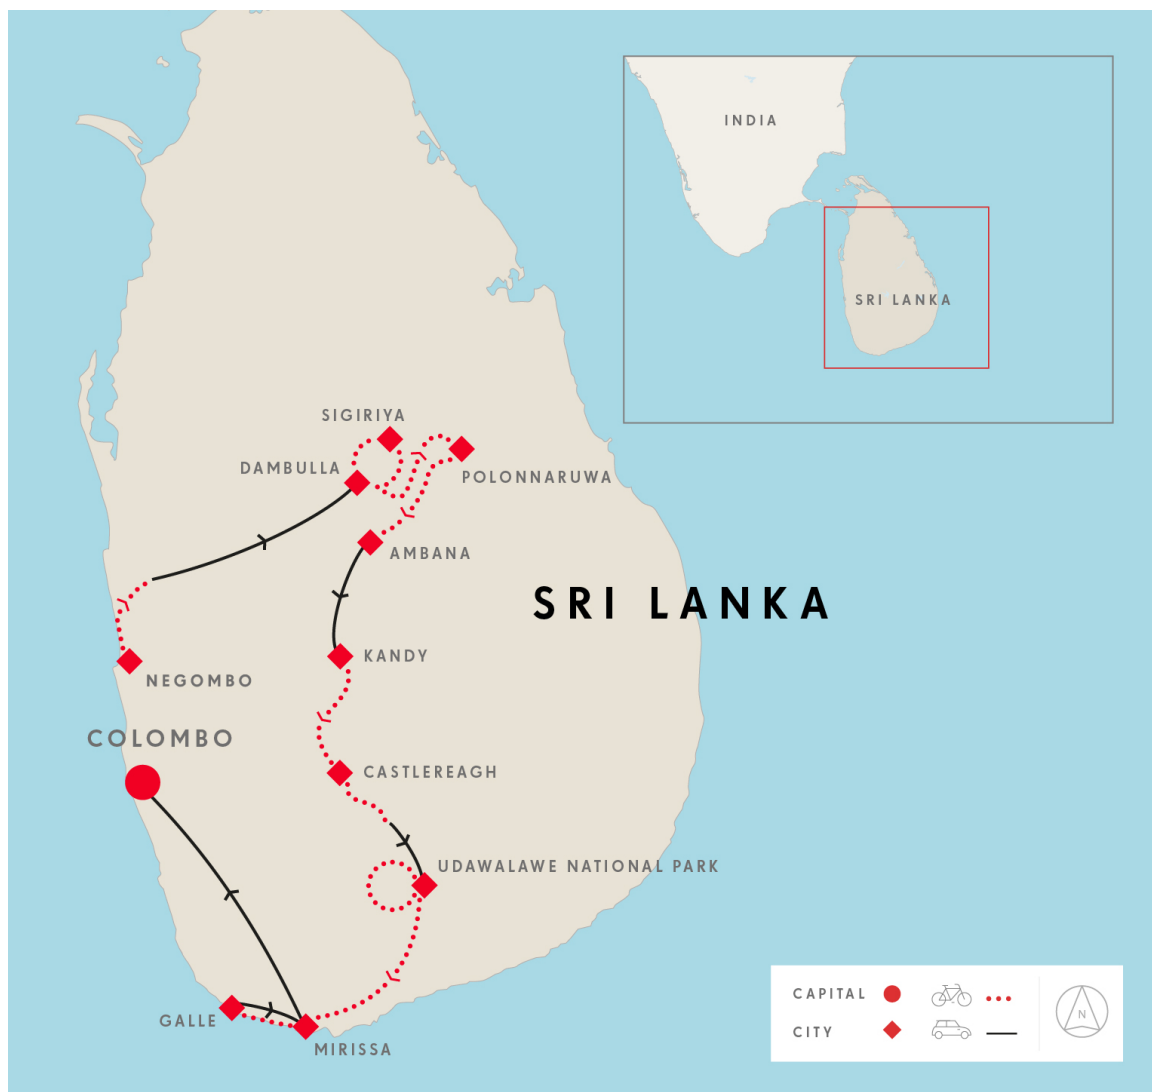 INDIA
SRI LANKA
SIGIRIYA
DAMBULLA
POLONNARUWA
AMBANA
SRI LANKA
KANDY
NEGOMBO
COLOMBO
CASTLEREAGH
UDAWALAWE NATIONAL PARK
GALLE
MIRISSA
CAPITAL
CITY
N